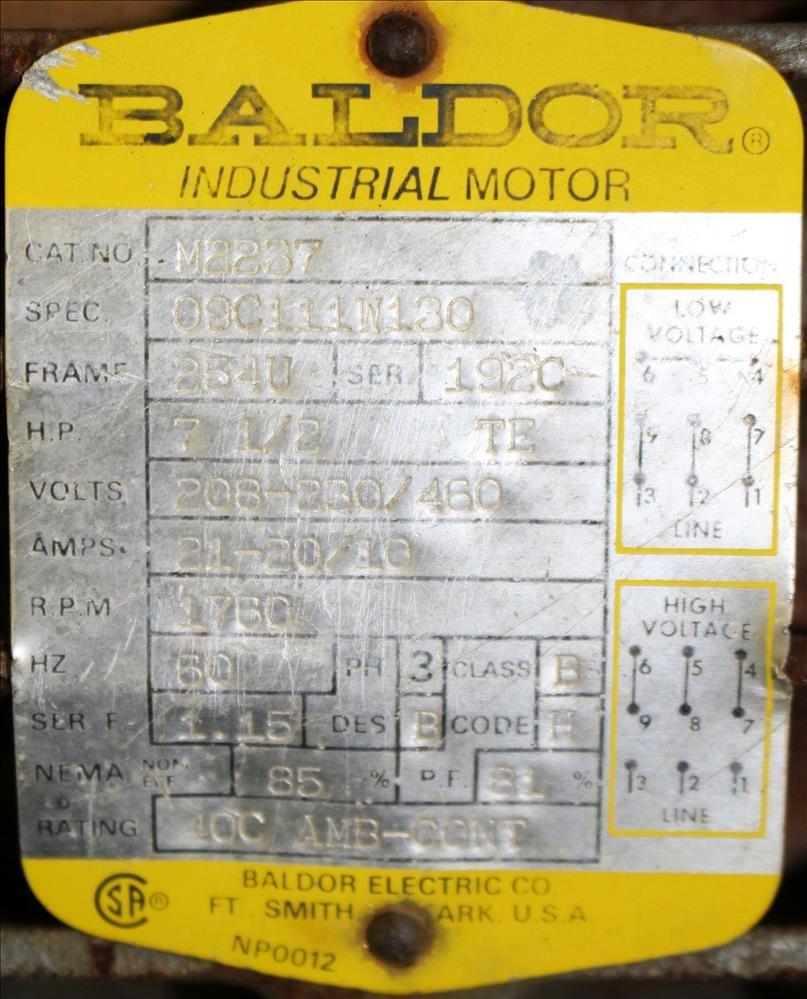 BALDOR®
INDUSTRIAL MOTOR
CAT NO. M2237
SPEC. 09C111W130
FRAME 254U SER. 192C
H.P. 7 1/2 TE
VOLTS 208-230/460
AMPS. 21-20/10
R.P.M. 1760
HZ 60 PH 3 CLASS B
SER. F. 1.15 DES B CODE H
NEMA NOM. EFF. 85 % P.F. 81 %
RATING 40C AMB-CONT
CONNECTION
LOW
VOLTAGE
6 5 4
9 8 7
3 2 1
LINE
HIGH
VOLTAGE
6 5 4
9 8 7
3 2 1
LINE
SA®
BALDOR ELECTRIC CO.
FT. SMITH, ARK. U.S.A.
NP0012